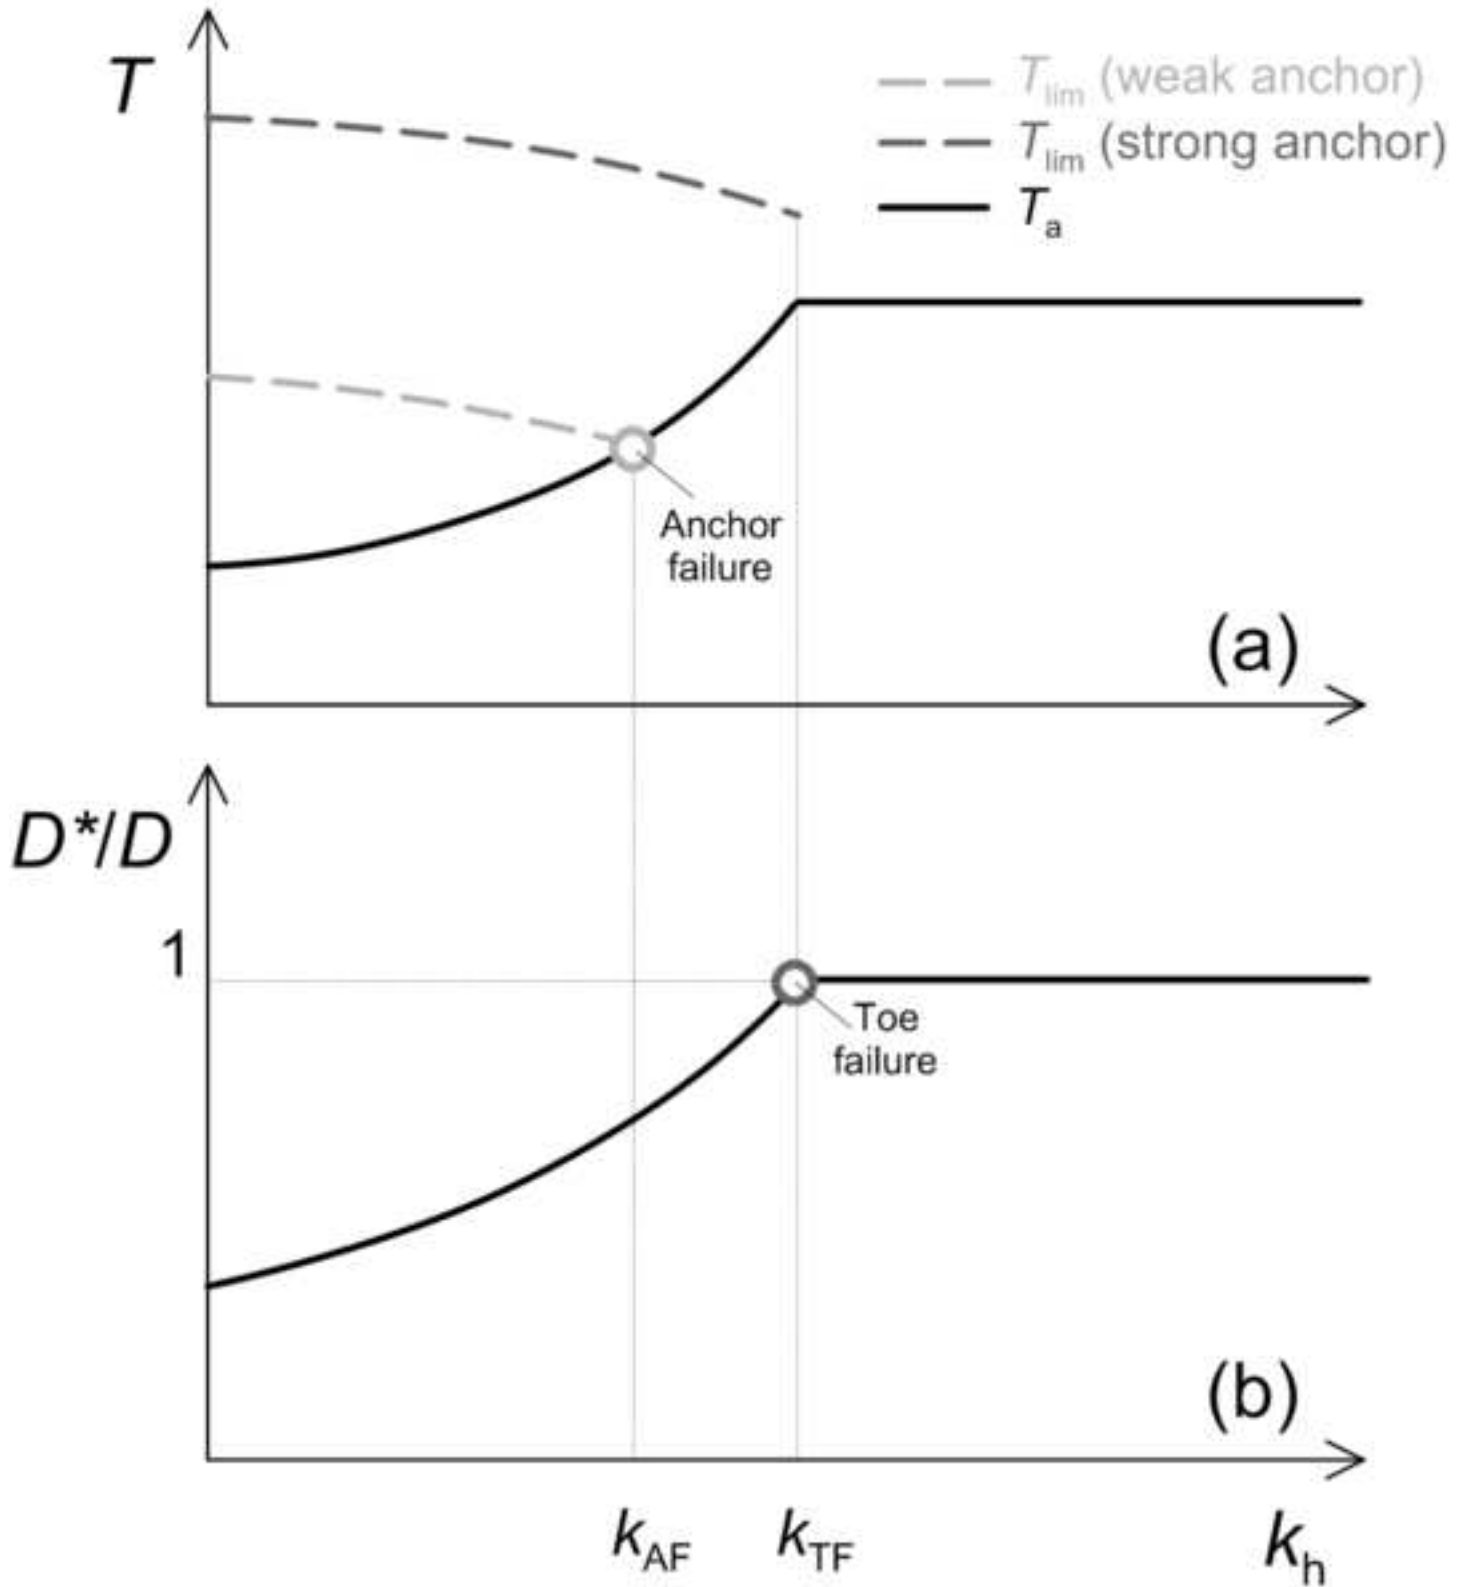 T
T_lim (weak anchor)
T_lim (strong anchor)
T_a
Anchor
failure
(a)
D*/D
1
Toe
failure
(b)
k_AF
k_TF
k_h